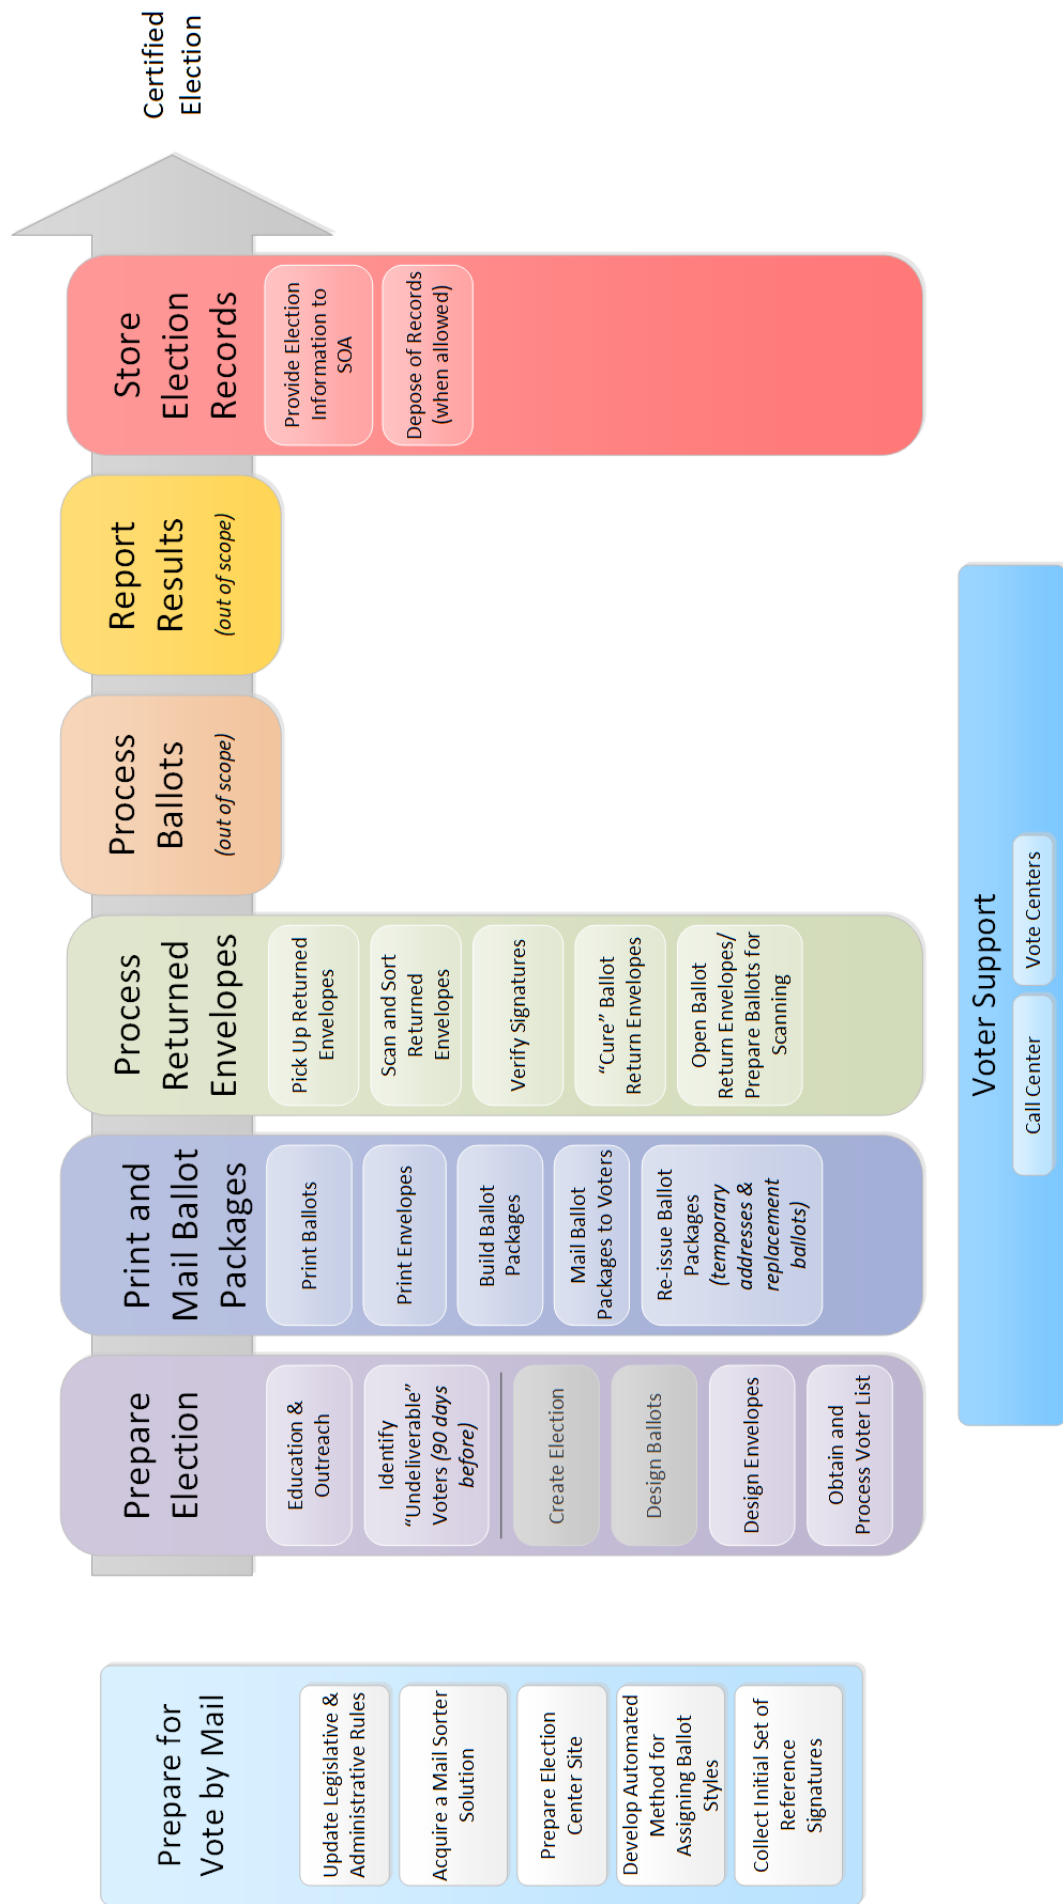 Prepare for
Vote by Mail
Update Legislative &
Administrative Rules
Acquire a Mail Sorter
Solution
Prepare Election
Center Site
Develop Automated
Method for
Assigning Ballot
Styles
Collect Initial Set of
Reference
Signatures
Prepare
Election
Education &
Outreach
Identify
“Undeliverable”
Voters (90 days
before)
Create Election
Design Ballots
Design Envelopes
Obtain and
Process Voter List
Print and
Mail Ballot
Packages
Print Ballots
Print Envelopes
Build Ballot
Packages
Mail Ballot
Packages to Voters
Re-issue Ballot
Packages
(temporary
addresses &
replacement
ballots)
Process
Returned
Envelopes
Pick Up Returned
Envelopes
Scan and Sort
Returned
Envelopes
Verify Signatures
“Cure” Ballot
Return Envelopes
Open Ballot
Return Envelopes/
Prepare Ballots for
Scanning
Process
Ballots
(out of scope)
Report
Results
(out of scope)
Store
Election
Records
Provide Election
Information to
SOA
Depose of Records
(when allowed)
Certified
Election
Voter Support
Call Center
Vote Centers